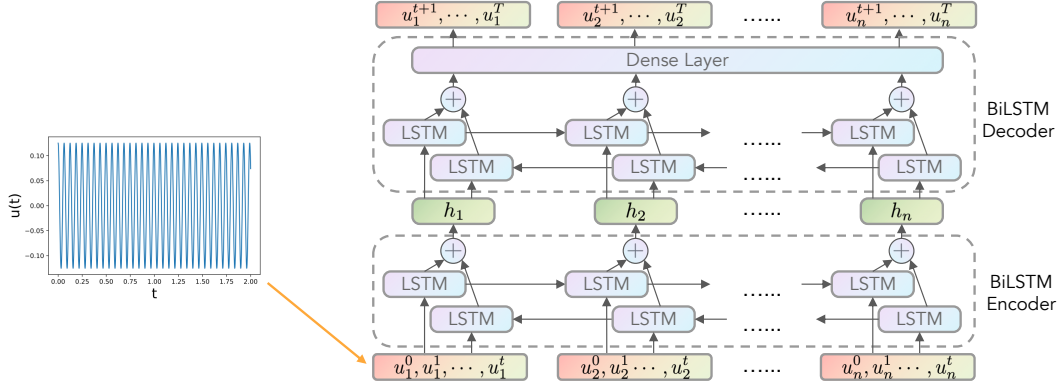 u_1^{t+1}, ⋯ , u_1^T u_2^{t+1}, ⋯ , u_2^T ...... u_n^{t+1}, ⋯ , u_n^T
Dense Layer
+ + +
LSTM LSTM ...... LSTM
LSTM LSTM ...... LSTM
BiLSTM
Decoder
h_1 h_2 ...... h_n
+ + +
LSTM LSTM ...... LSTM
LSTM LSTM ...... LSTM
BiLSTM
Encoder
u_1^0, u_1^1, ⋯ , u_1^t u_2^0, u_2^1 ⋯ , u_2^t ...... u_n^0, u_n^1 ⋯ , u_n^t
u(t)
0.10
0.05
0.00
−0.05
−0.10
0.00 0.25 0.50 0.75 1.00 1.25 1.50 1.75 2.00
t